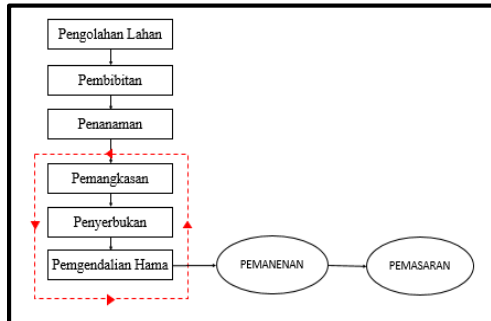 Pengolahan Lahan
Pembibitan
Penanaman
Pemangkasan
Penyerbukan
Pemgendalian Hama
PEMANENAN
PEMASARAN